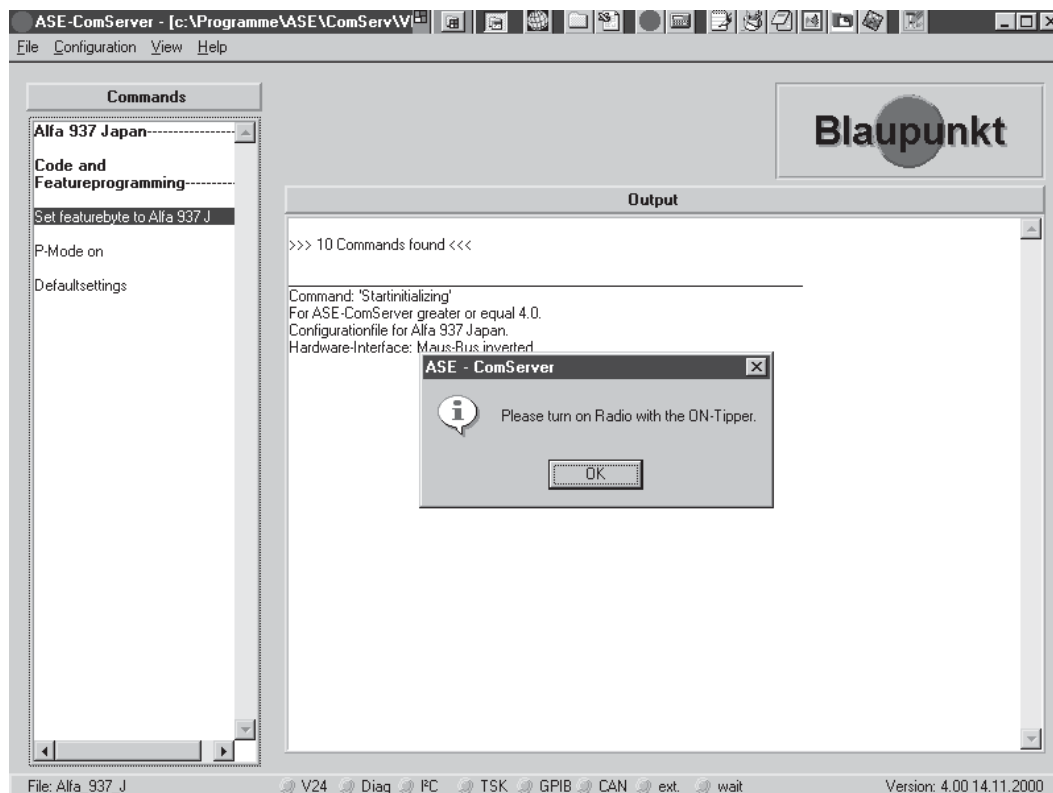 ASE-ComServer - [c:\Programme\ASE\ComServ\V
File Configuration View Help
Commands
Alfa 937 Japan----------------
Code and
Featureprogramming---------
Set featurebyte to Alfa 937 J
P-Mode on
Defaultsettings
Blaupunkt
Output
>>> 10 Commands found <<<
Command: 'Startinitializing'
For ASE-ComServer greater or equal 4.0.
Configurationfile for Alfa 937 Japan.
Hardware-Interface: Maus-Bus inverted
ASE - ComServer
Please turn on Radio with the ON-Tipper.
OK
File: Alfa 937 J V24 Diag I²C TSK GPIB CAN ext. wait Version: 4.00 14.11.2000